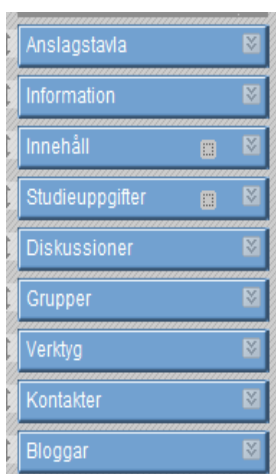 Anslagstavla
Information
Innehåll
Studieuppgifter
Diskussioner
Grupper
Verktyg
Kontakter
Bloggar